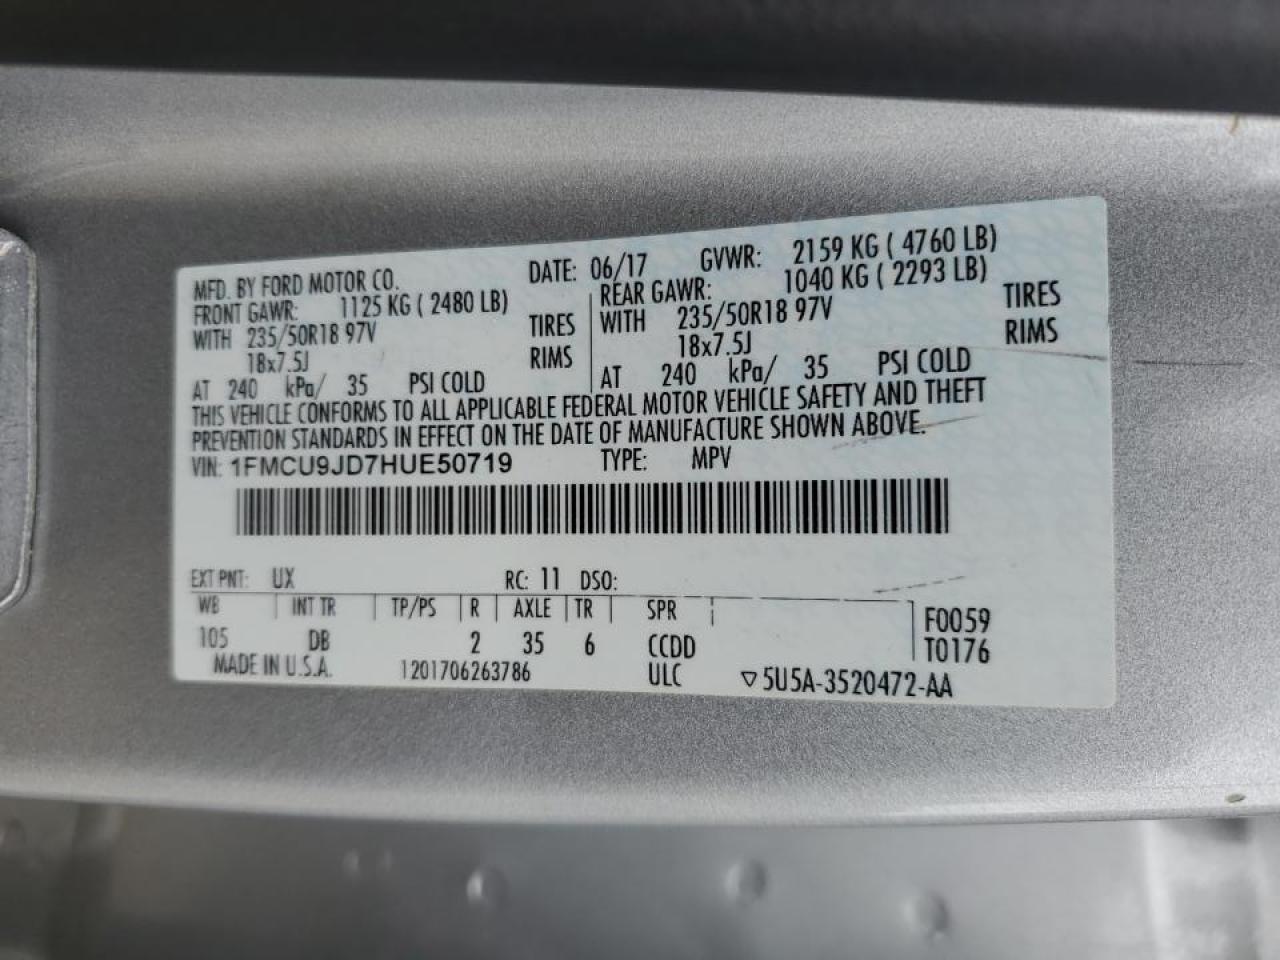 MFD. BY FORD MOTOR CO. DATE: 06/17 GVWR: 2159 KG ( 4760 LB)
FRONT GAWR: 1125 KG ( 2480 LB) REAR GAWR: 1040 KG ( 2293 LB)
WITH 235/50R18 97V TIRES WITH 235/50R18 97V TIRES
18x7.5J RIMS 18x7.5J RIMS
AT 240 kPa/ 35 PSI COLD AT 240 kPa/ 35 PSI COLD
THIS VEHICLE CONFORMS TO ALL APPLICABLE FEDERAL MOTOR VEHICLE SAFETY AND THEFT
PREVENTION STANDARDS IN EFFECT ON THE DATE OF MANUFACTURE SHOWN ABOVE.
VIN: 1FMCU9JD7HUE50719 TYPE: MPV
EXT PNT: UX RC: 11 DSO:
WB INT TR TP/PS R AXLE TR SPR F0059
105 DB 2 35 6 CCDD T0176
MADE IN U.S.A. 1201706263786 ULC ▽5U5A-3520472-AA